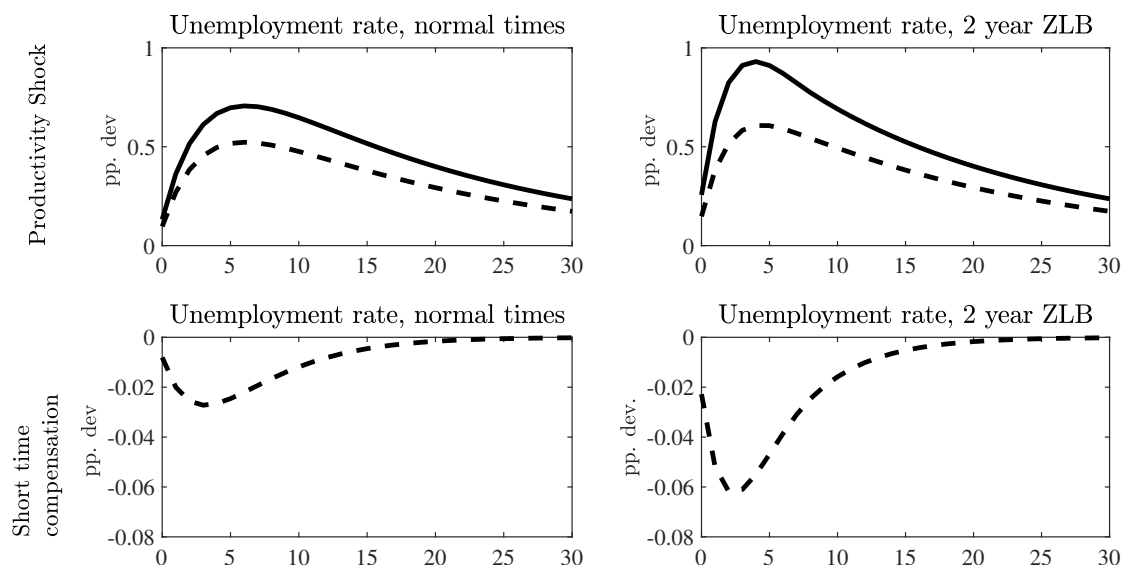 Unemployment rate, normal times
Productivity Shock
pp. dev
1
0.5
0
0 5 10 15 20 25 30
Unemployment rate, 2 year ZLB
pp. dev
1
0.5
0
0 5 10 15 20 25 30
Unemployment rate, normal times
Short time
compensation
pp. dev
0
-0.02
-0.04
-0.06
-0.08
0 5 10 15 20 25 30
Unemployment rate, 2 year ZLB
pp. dev.
0
-0.02
-0.04
-0.06
-0.08
0 5 10 15 20 25 30